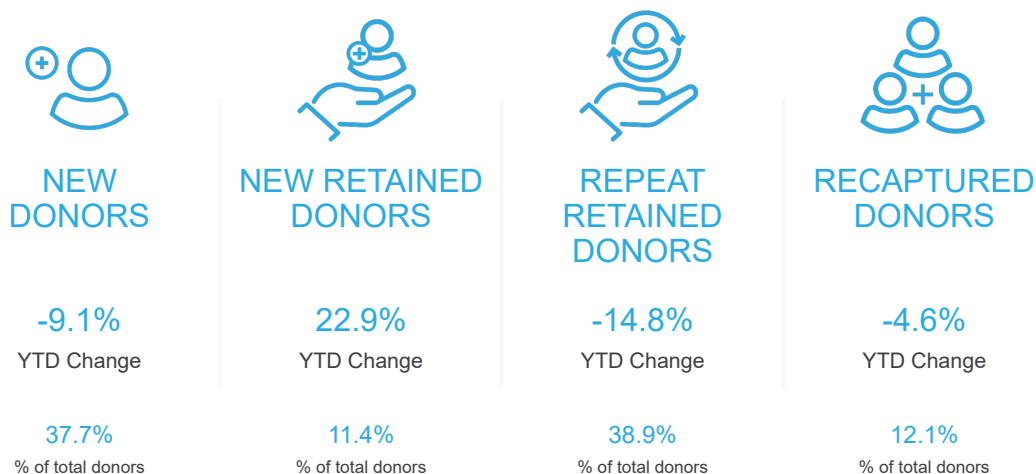 NEW
DONORS
-9.1%
YTD Change
37.7%
% of total donors
NEW RETAINED
DONORS
22.9%
YTD Change
11.4%
% of total donors
REPEAT
RETAINED
DONORS
-14.8%
YTD Change
38.9%
% of total donors
RECAPTURED
DONORS
-4.6%
YTD Change
12.1%
% of total donors